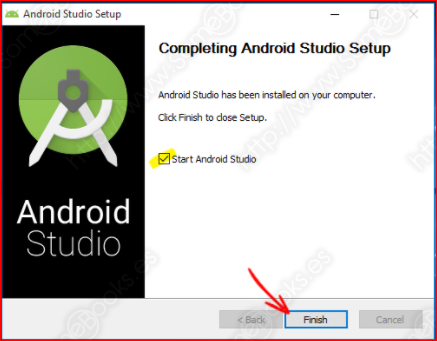 Android Studio Setup
Completing Android Studio Setup
Android Studio has been installed on your computer.
Click Finish to close Setup.
Start Android Studio
Android
Studio
< Back
Finish
Cancel